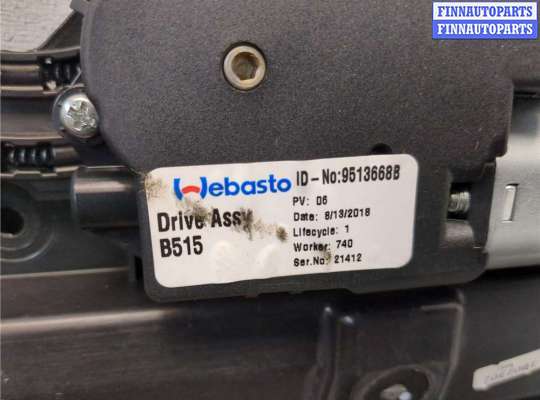 FINNAUTOPARTS
FINNAUTOPARTS
Webasto
Drive Assy
B515
ID-No:9513668B
PV: 06
Date: 8/13/2018
Lifecycle: 1
Worker: 740
Ser.No: 21412